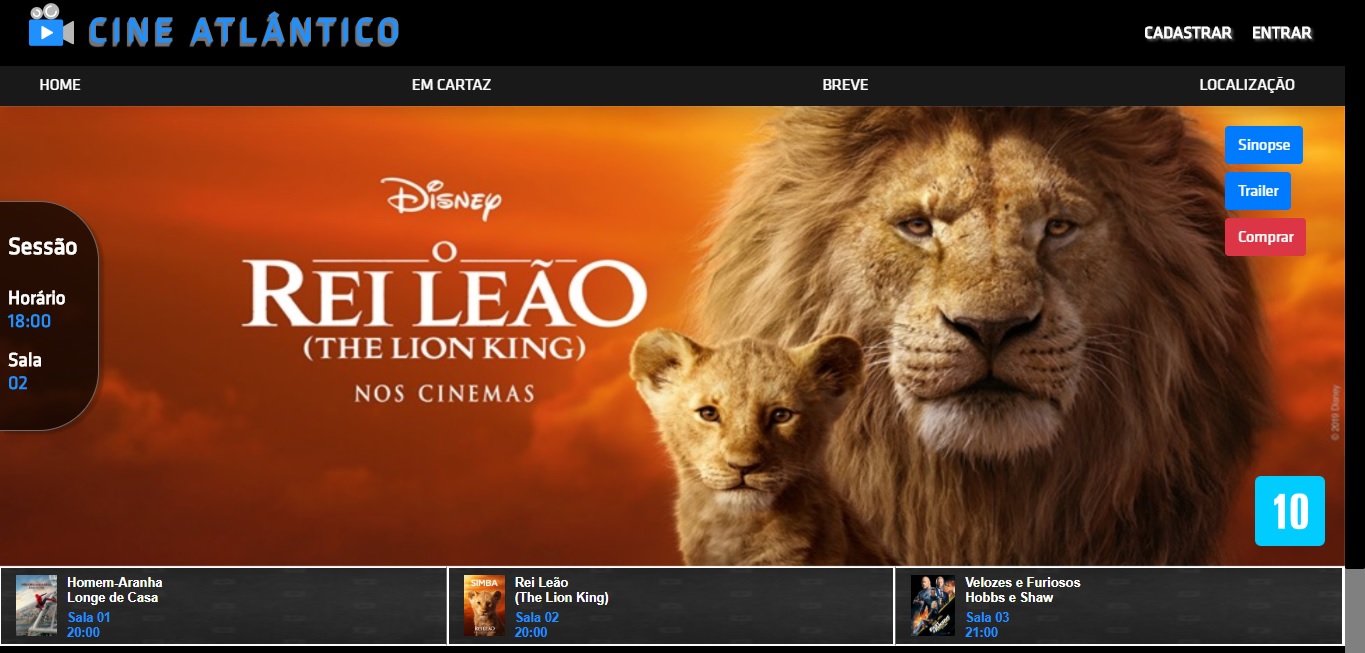 CINE ATLÂNTICO
CADASTRAR ENTRAR
HOME EM CARTAZ BREVE LOCALIZAÇÃO
Sinopse
Trailer
Comprar
Disney
O
REI LEÃO
(THE LION KING)
NOS CINEMAS
Sessão
Horário
18:00
Sala
02
© 2019 Disney
10
Homem-Aranha
Longe de Casa
Sala 01
20:00
SIMBA
Rei Leão
(The Lion King)
Sala 02
20:00
Velozes e Furiosos
Hobbs e Shaw
Sala 03
21:00